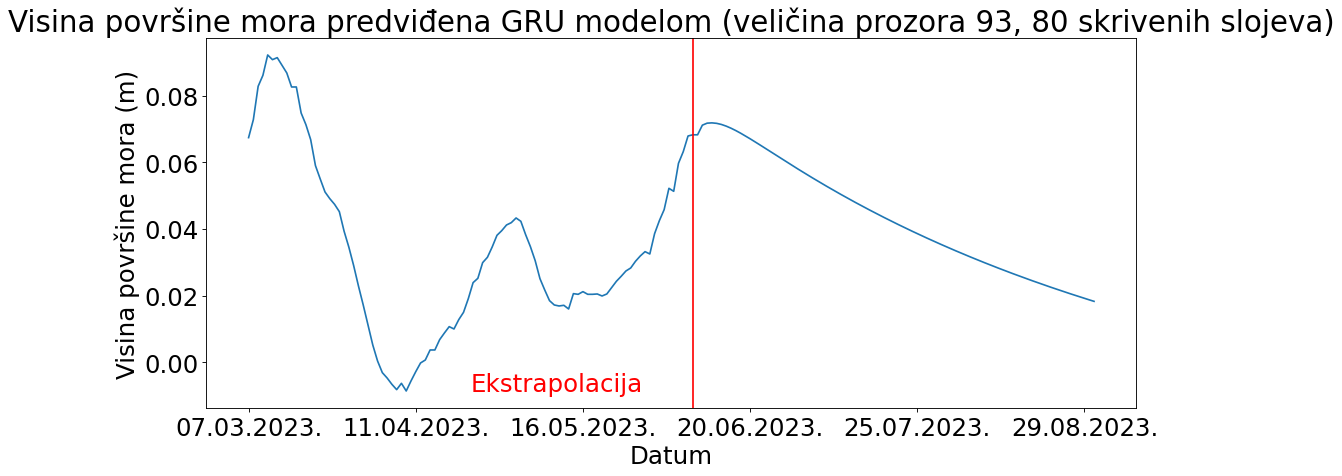 Visina površine mora predviđena GRU modelom (veličina prozora 93, 80 skrivenih slojeva)
Visina površine mora (m)
0.08
0.06
0.04
0.02
0.00
Ekstrapolacija
07.03.2023. 11.04.2023. 16.05.2023. 20.06.2023. 25.07.2023. 29.08.2023.
Datum